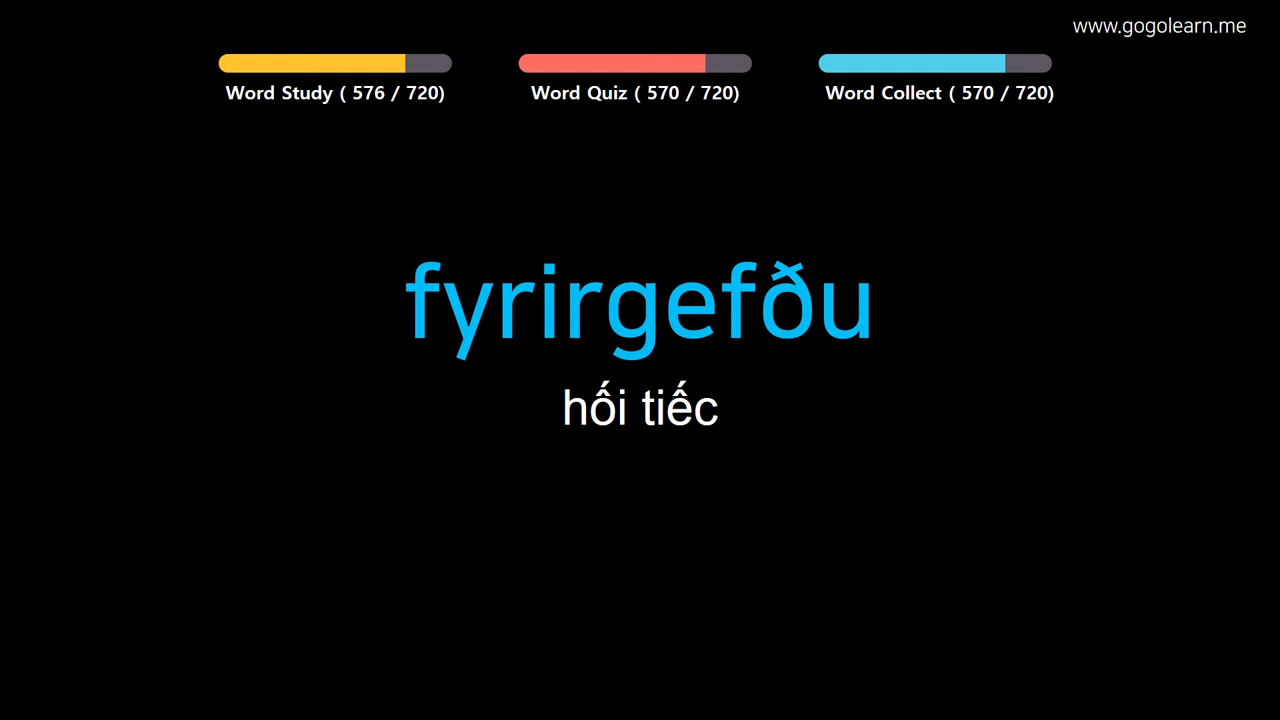 www.gogolearn.me
Word Study ( 576 / 720)
Word Quiz ( 570 / 720)
Word Collect ( 570 / 720)
fyrirgefðu
hối tiếc